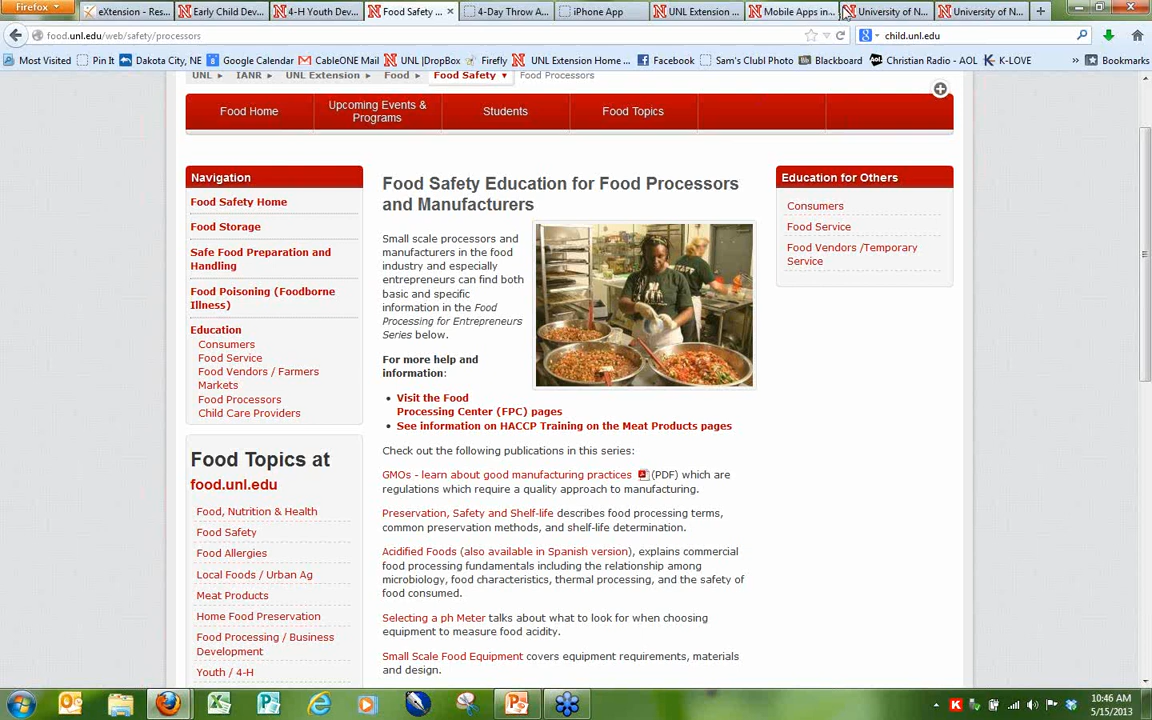 Firefox
eXtension - Res...
Early Child Dev...
4-H Youth Dev...
Food Safety ...
4-Day Throw A...
iPhone App
UNL Extension ...
Mobile Apps in...
University of N...
University of N...
food.unl.edu/web/safety/processors
child.unl.edu
Most Visited
Pin It
Dakota City, NE
Google Calendar
CableONE Mail
UNL |DropBox
Firefly
UNL Extension Home ...
Facebook
Sam's Club| Photo
Blackboard
Christian Radio - AOL
K-LOVE
Bookmarks
UNL
IANR
UNL Extension
Food
Food Safety
Food Processors
Food Home
Upcoming Events &
Programs
Students
Food Topics
Navigation
Food Safety Home
Food Storage
Safe Food Preparation and
Handling
Food Poisoning (Foodborne
Illness)
Education
Consumers
Food Service
Food Vendors / Farmers
Markets
Food Processors
Child Care Providers
Food Topics at
food.unl.edu
Food, Nutrition & Health
Food Safety
Food Allergies
Local Foods / Urban Ag
Meat Products
Home Food Preservation
Food Processing / Business
Development
Youth / 4-H
Food Safety Education for Food Processors
and Manufacturers
Small scale processors and
manufacturers in the food
industry and especially
entrepreneurs can find both
basic and specific
information in the Food
Processing for Entrepreneurs
Series below.
For more help and
information:
Visit the Food
Processing Center (FPC) pages
See information on HACCP Training on the Meat Products pages
Check out the following publications in this series:
GMOs - learn about good manufacturing practices (PDF) which are
regulations which require a quality approach to manufacturing.
Preservation, Safety and Shelf-life describes food processing terms,
common preservation methods, and shelf-life determination.
Acidified Foods (also available in Spanish version), explains commercial
food processing fundamentals including the relationship among
microbiology, food characteristics, thermal processing, and the safety of
food consumed.
Selecting a ph Meter talks about what to look for when choosing
equipment to measure food acidity.
Small Scale Food Equipment covers equipment requirements, materials
and design.
Education for Others
Consumers
Food Service
Food Vendors /Temporary
Service
10:46 AM
5/15/2013